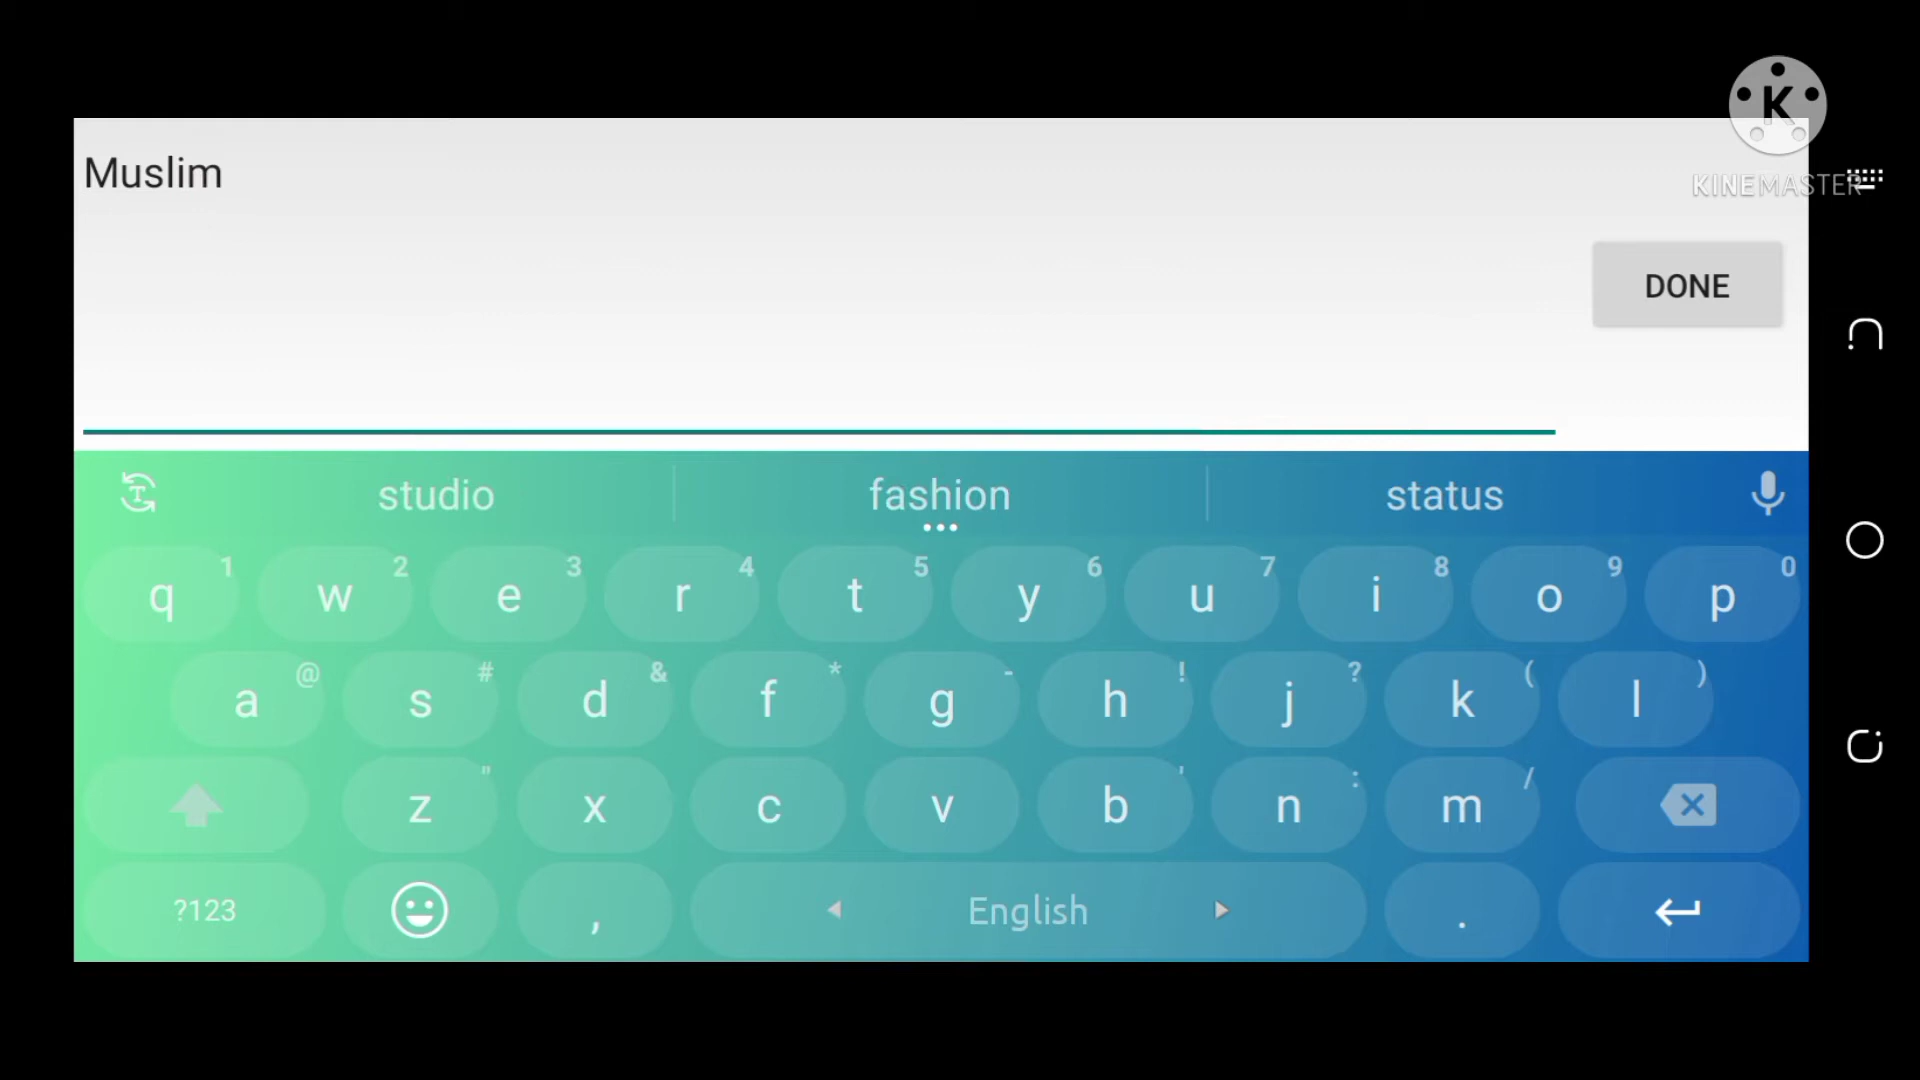 Muslim
K
KINEMASTER
DONE
studio fashion status
q 1 w 2 e 3 r 4 t 5 y 6 u 7 i 8 o 9 p 0
a @ s # d & f * g - h ! j ? k ( l )
z " x c v b ' n : m /
?123 , English .